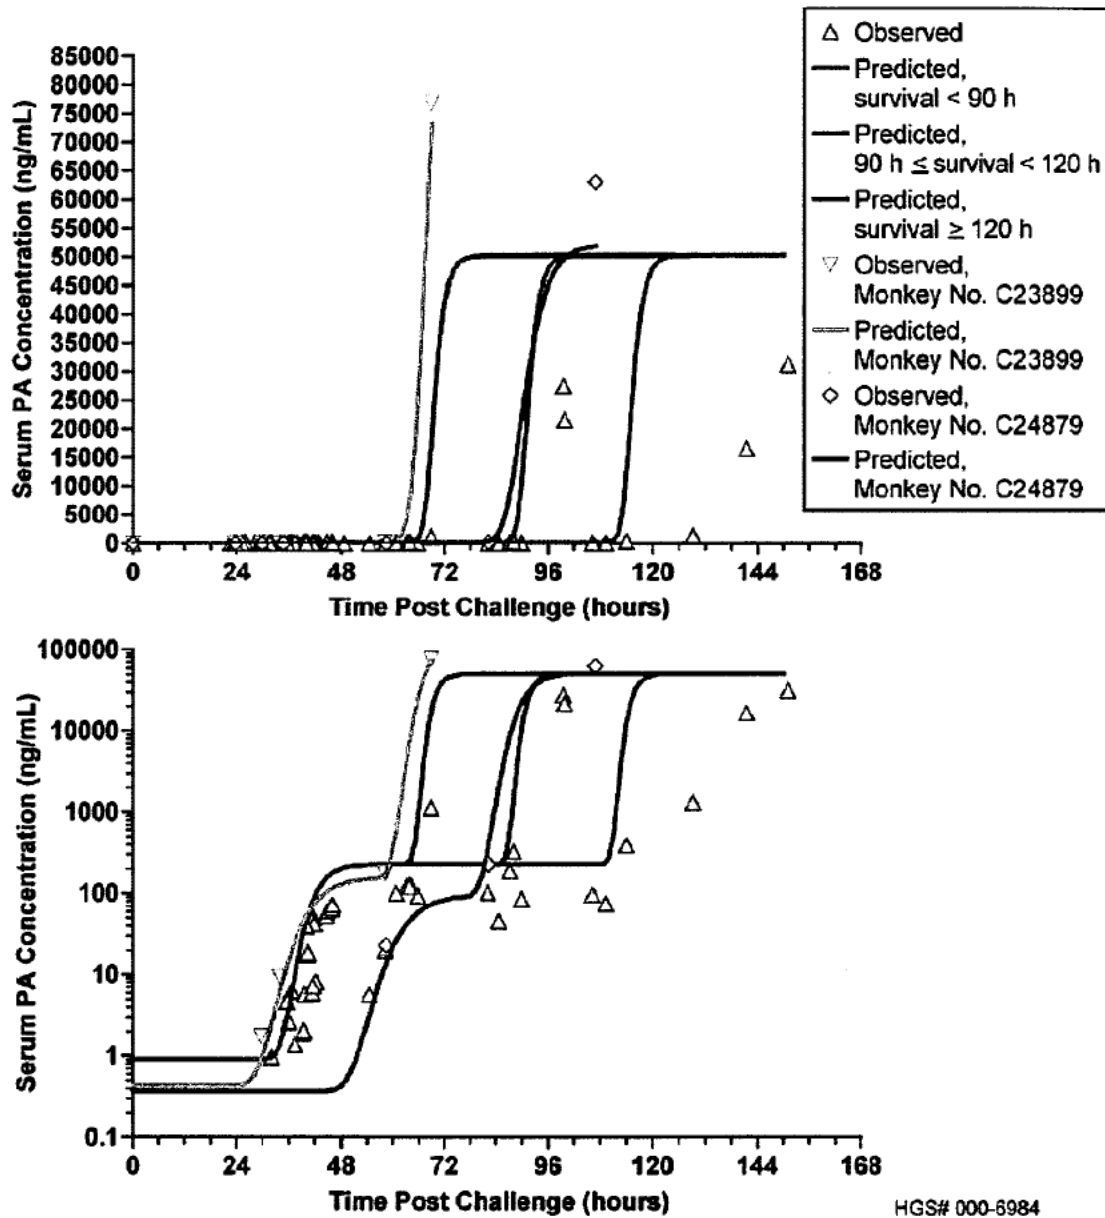 85000
80000
75000
70000
65000
60000
55000
50000
45000
40000
35000
30000
25000
20000
15000
10000
5000
0
Serum PA Concentration (ng/mL)
0 24 48 72 96 120 144 168
Time Post Challenge (hours)
Observed
Predicted,
survival < 90 h
Predicted,
90 h ≤ survival < 120 h
Predicted,
survival ≥ 120 h
Observed,
Monkey No. C23899
Predicted,
Monkey No. C23899
Observed,
Monkey No. C24879
Predicted,
Monkey No. C24879
100000
10000
1000
100
10
1
0.1
Serum PA Concentration (ng/mL)
0 24 48 72 96 120 144 168
Time Post Challenge (hours)
HGS# 000-6984